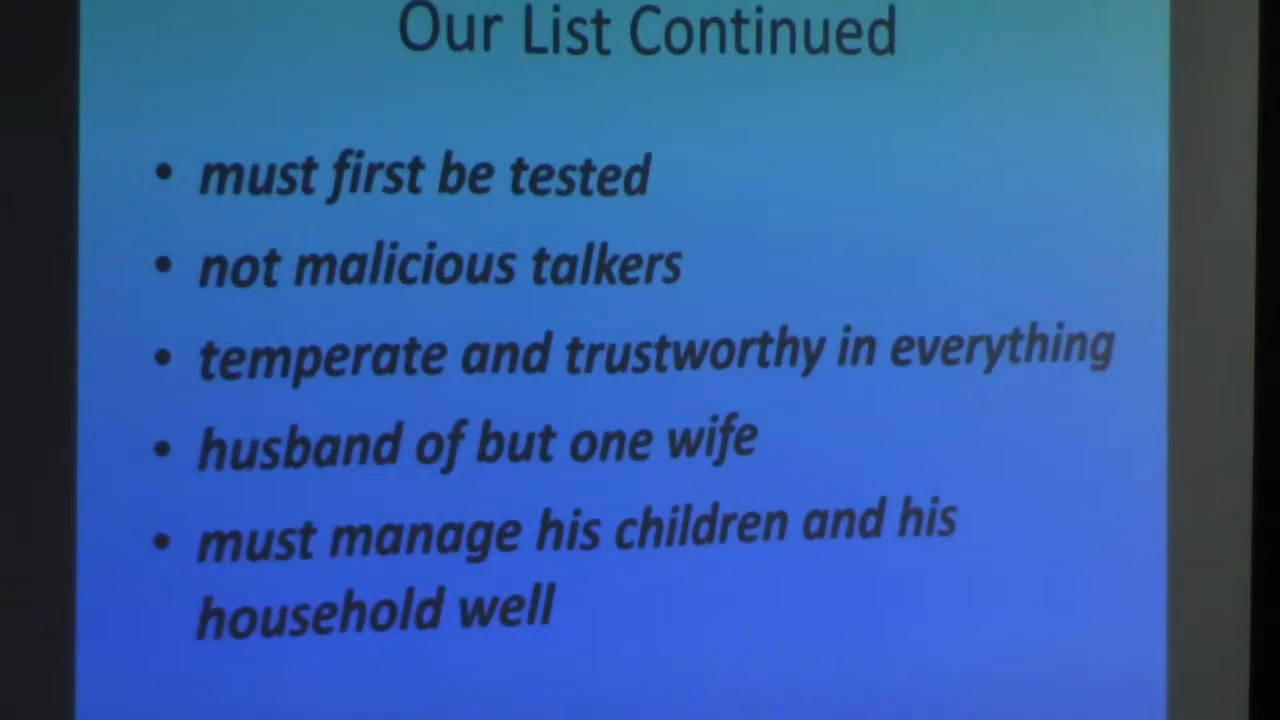 Our List Continued
• must first be tested
• not malicious talkers
• temperate and trustworthy in everything
• husband of but one wife
• must manage his children and his
household well